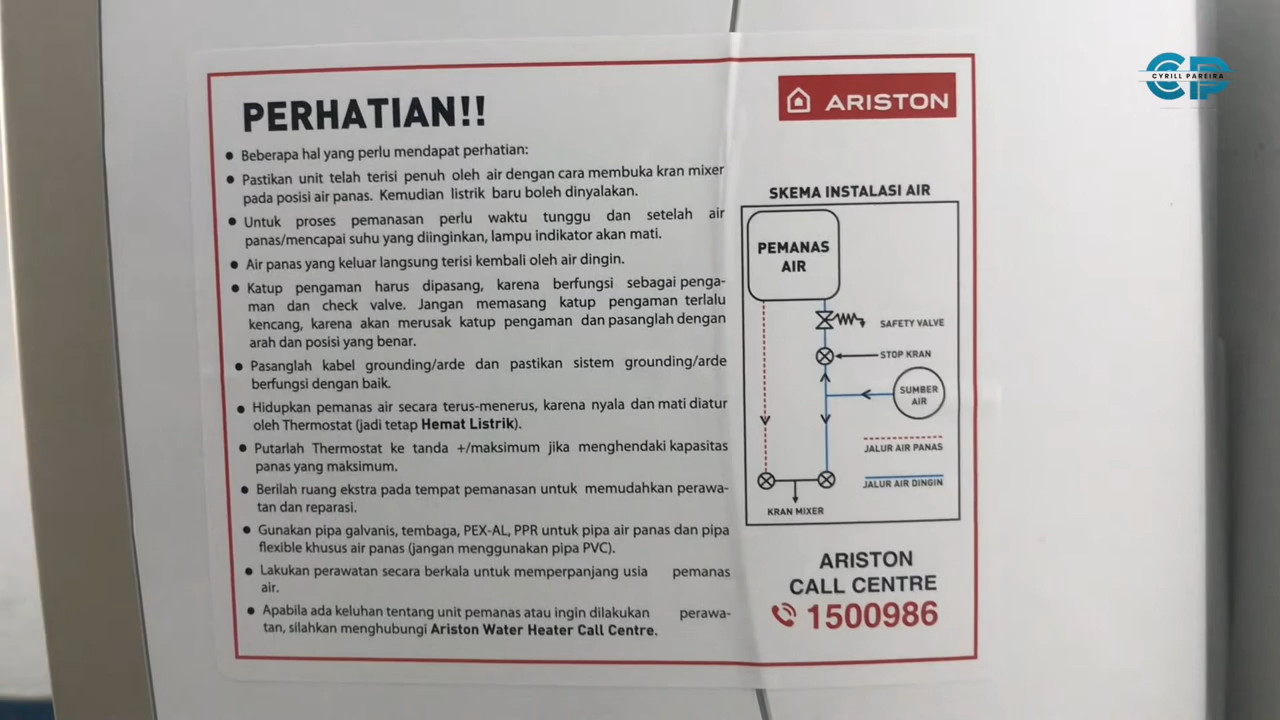 PERHATIAN!!
• Beberapa hal yang perlu mendapat perhatian:
• Pastikan unit telah terisi penuh oleh air dengan cara membuka kran mixer
pada posisi air panas. Kemudian listrik baru boleh dinyalakan.
• Untuk proses pemanasan perlu waktu tunggu dan setelah air
panas/mencapai suhu yang diinginkan, lampu indikator akan mati.
• Air panas yang keluar langsung terisi kembali oleh air dingin.
• Katup pengaman harus dipasang, karena berfungsi sebagai penga-
man dan check valve. Jangan memasang katup pengaman terlalu
kencang, karena akan merusak katup pengaman dan pasanglah dengan
arah dan posisi yang benar.
• Pasanglah kabel grounding/arde dan pastikan sistem grounding/arde
berfungsi dengan baik.
• Hidupkan pemanas air secara terus-menerus, karena nyala dan mati diatur
oleh Thermostat (jadi tetap Hemat Listrik).
• Putarlah Thermostat ke tanda +/maksimum jika menghendaki kapasitas
panas yang maksimum.
• Berilah ruang ekstra pada tempat pemanasan untuk memudahkan perawa-
tan dan reparasi.
• Gunakan pipa galvanis, tembaga, PEX-AL, PPR untuk pipa air panas dan pipa
flexible khusus air panas (jangan menggunakan pipa PVC).
• Lakukan perawatan secara berkala untuk memperpanjang usia pemanas
air.
• Apabila ada keluhan tentang unit pemanas atau ingin dilakukan perawa-
tan, silahkan menghubungi Ariston Water Heater Call Centre.
ARISTON
SKEMA INSTALASI AIR
PEMANAS
AIR
SAFETY VALVE
STOP KRAN
SUMBER
AIR
JALUR AIR PANAS
JALUR AIR DINGIN
KRAN MIXER
ARISTON
CALL CENTRE
1500986
CP
CYRILL PAREIRA